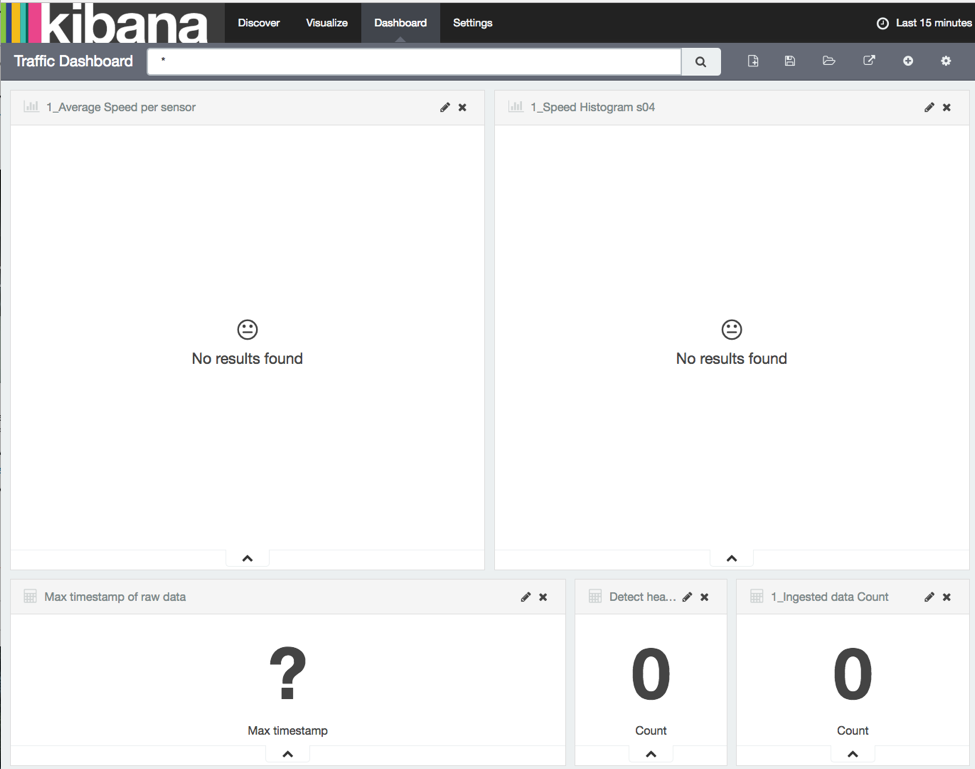 kibana Discover Visualize Dashboard Settings Last 15 minutes
Traffic Dashboard *
1_Average Speed per sensor
1_Speed Histogram s04
No results found
No results found
Max timestamp of raw data
Detect hea...
1_Ingested data Count
?
0
0
Max timestamp
Count
Count